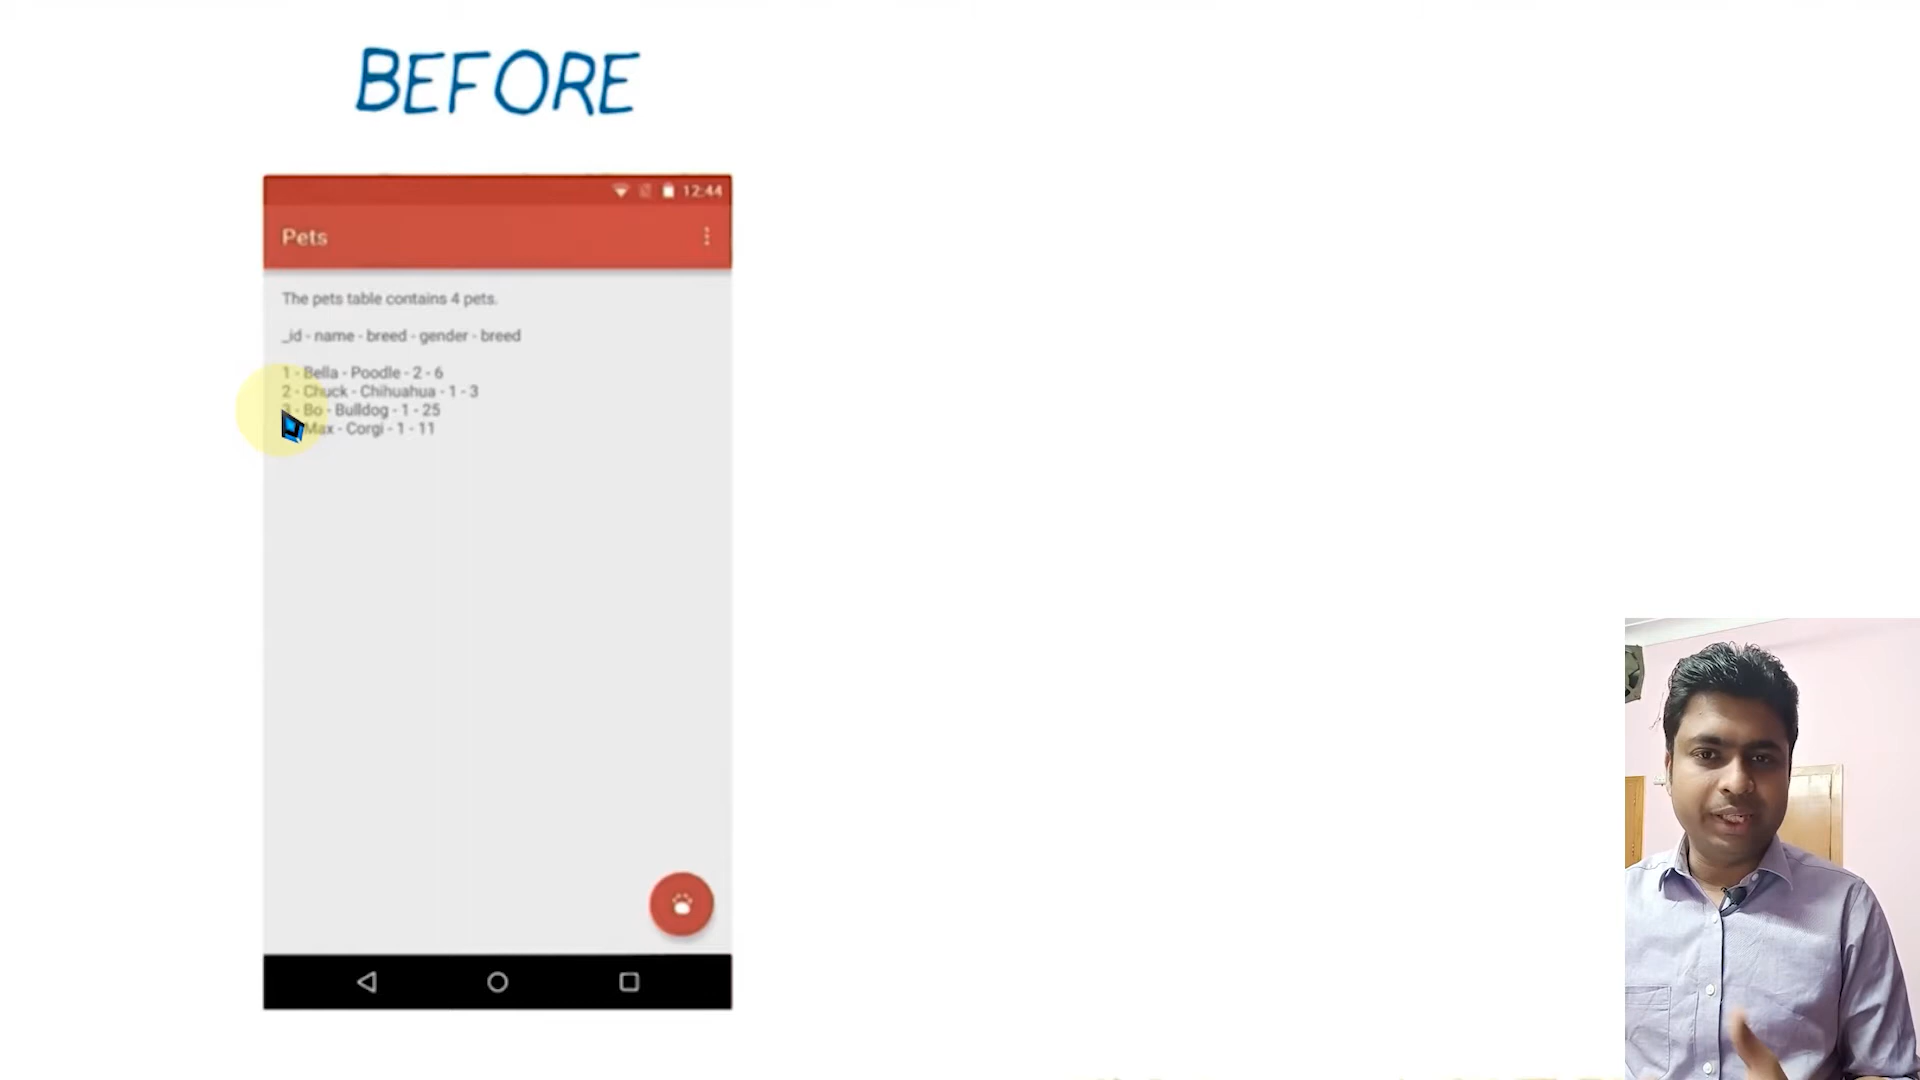 BEFORE
12:44
Pets
The pets table contains 4 pets.
_id - name - breed - gender - breed
1 - Bella - Poodle - 2 - 6
2 - Chuck - Chihuahua - 1 - 3
3 - Bo - Bulldog - 1 - 25
Max - Corgi - 1 - 11